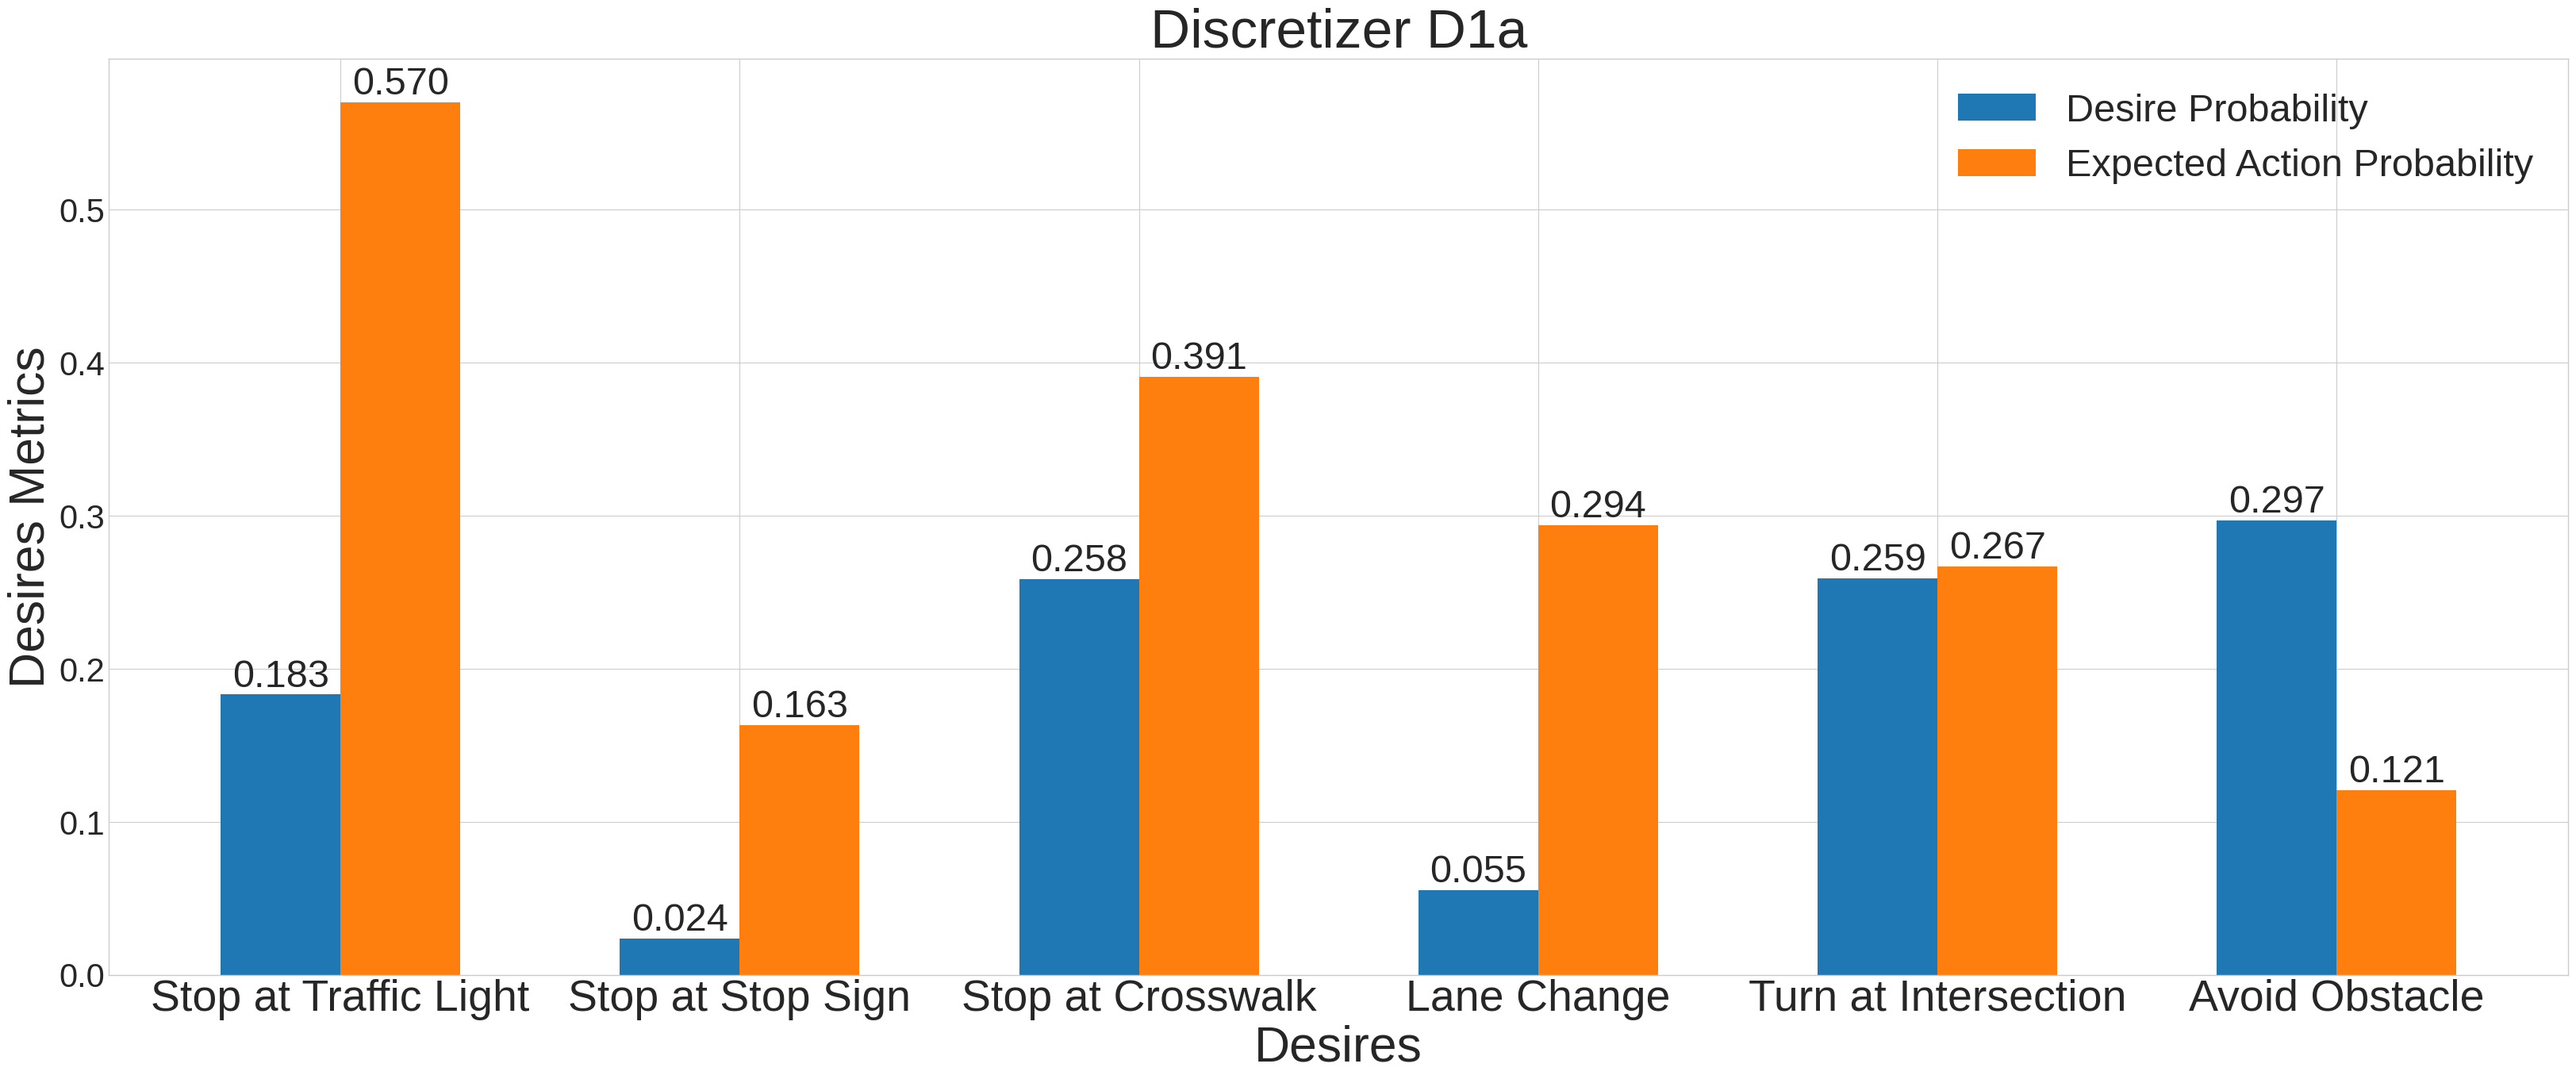 Discretizer D1a
Desire Probability
Expected Action Probability
Desires Metrics
0.5
0.4
0.3
0.2
0.1
0.0
0.183
0.570
0.024
0.163
0.258
0.391
0.055
0.294
0.259
0.267
0.297
0.121
Stop at Traffic Light
Stop at Stop Sign
Stop at Crosswalk
Lane Change
Turn at Intersection
Avoid Obstacle
Desires